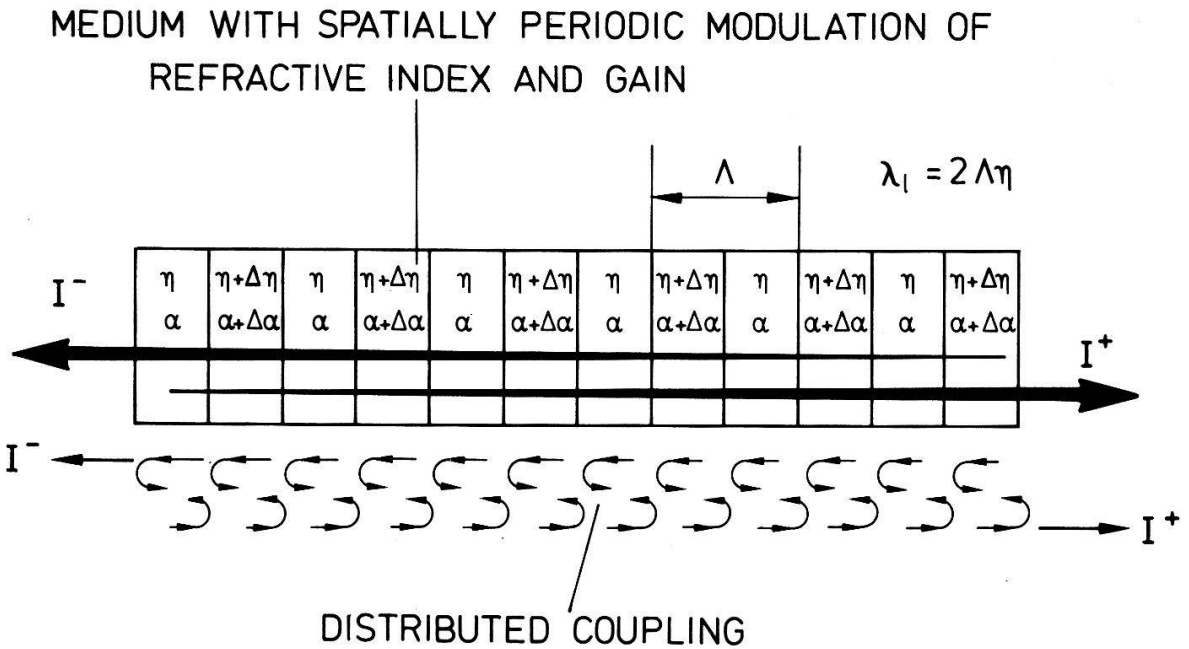 MEDIUM WITH SPATIALLY PERIODIC MODULATION OF
REFRACTIVE INDEX AND GAIN
Λ
λ₁ = 2Λη
η η+Δη η η+Δη η η+Δη η η+Δη η η+Δη η η+Δη
α α+Δα α α+Δα α α+Δα α α+Δα α α+Δα α α+Δα
I⁻
I⁺
I⁻
I⁺
DISTRIBUTED COUPLING